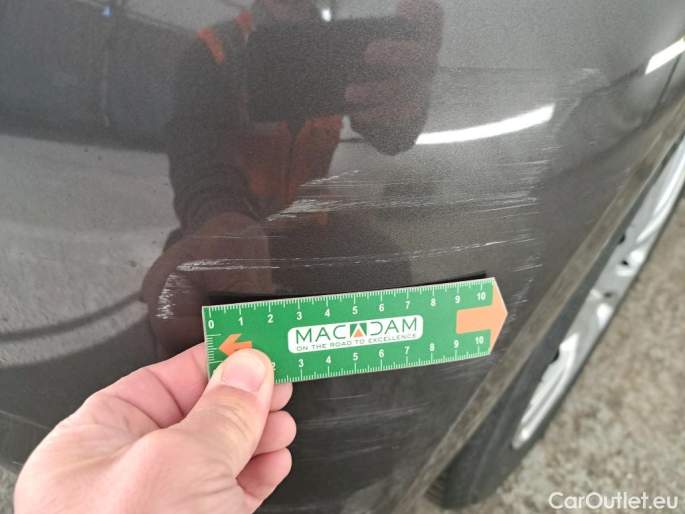 0 1 2 3 4 5 6 7 8 9 10
MACADAM
ON THE ROAD TO EXCELLENCE
2 3 4 5 6 7 8 9 10
CarOutlet.eu